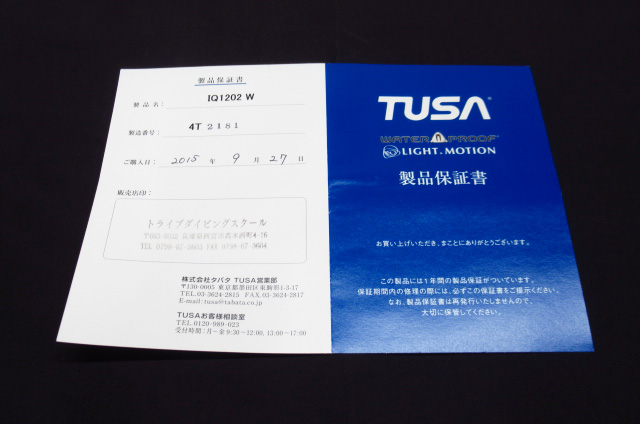 製品保証書
製品名： IQ1202 W
製造番号： 4T 2181
ご購入日： 2015 年 9 月 27 日
販売店印：
トライブダイビングスクール
TEL 0798-67-3663 FAX 0798-67-3664
株式会社タバタ TUSA営業部
〒130-0005 東京都墨田区東駒形1-3-17
TEL.03-3624-2815 FAX.03-3624-2817
E-mail:tusa@tabata.co.jp
TUSAお客様相談室
TEL.0120-989-023
受付時間:月～金9:30～12:00, 13:00～17:00
TUSA
WATER PROOF
LIGHT & MOTION
製品保証書
お買い上げいただき、まことにありがとうございます。
この製品には1年間の製品保証がついています。
保証期間内の修理の際には、必ずこの保証書をご提示ください。
なお、製品保証書は再発行いたしませんので、
大切に保管してください。